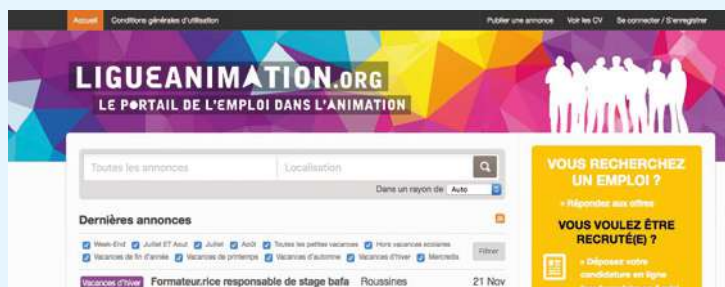 Accueil Conditions générales d'utilisation Publier une annonce Voir les CV Se connecter / S'enregistrer
LIGUEANIMATION.ORG
LE PORTAIL DE L'EMPLOI DANS L'ANIMATION
Toutes les annonces Localisation
Dans un rayon de Auto
Dernières annonces
Week-End Juillet ET Aout Juillet Août Toutes les petites vacances Hors vacances scolaires
Vacances de fin d'année Vacances de printemps Vacances d'automne Vacances d'hiver Mercredis
Filtrer
Vacances d'hiver Formateur.rice responsable de stage bafa Roussines 21 Nov
VOUS RECHERCHEZ
UN EMPLOI ?
» Répondez aux offres
VOUS VOULEZ ÊTRE
RECRUTÉ(E) ?
» Déposez votre
candidature en ligne